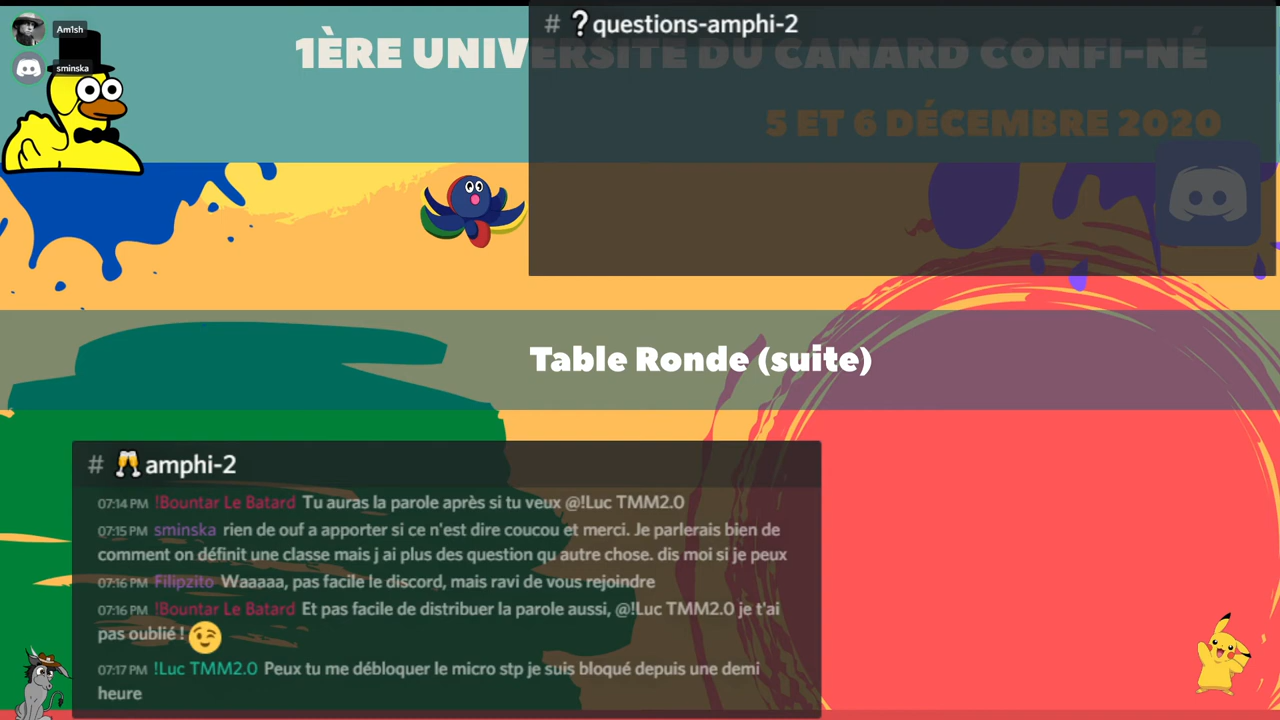 Am1sh
sminska
# ?questions-amphi-2
1ÈRE UNIVERSITÉ DU CANARD CONFI-NÉ
5 ET 6 DÉCEMBRE 2020
Table Ronde (suite)
# 🥂amphi-2
07:14 PM !Bountar Le Batard Tu auras la parole après si tu veux @!Luc TMM2.0
07:15 PM sminska rien de ouf a apporter si ce n'est dire coucou et merci. Je parlerais bien de
comment on définit une classe mais j ai plus des question qu autre chose. dis moi si je peux
07:16 PM Filipzito Waaaaa, pas facile le discord, mais ravi de vous rejoindre
07:16 PM !Bountar Le Batard Et pas facile de distribuer la parole aussi, @!Luc TMM2.0 je t'ai
pas oublié ! 😉
07:17 PM !Luc TMM2.0 Peux tu me débloquer le micro stp je suis bloqué depuis une demi
heure